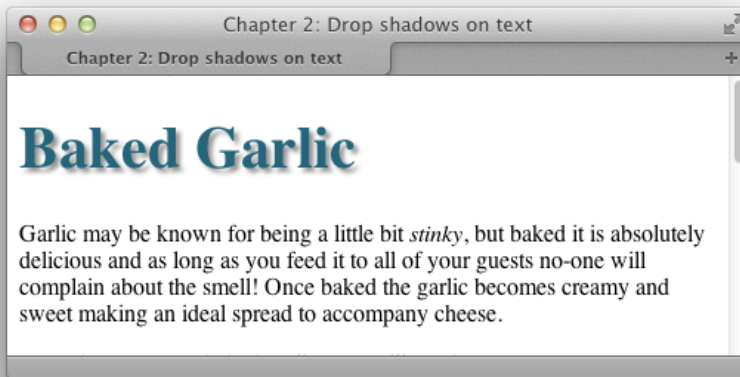 Chapter 2: Drop shadows on text
Chapter 2: Drop shadows on text
Baked Garlic
Garlic may be known for being a little bit stinky, but baked it is absolutely
delicious and as long as you feed it to all of your guests no-one will
complain about the smell! Once baked the garlic becomes creamy and
sweet making an ideal spread to accompany cheese.